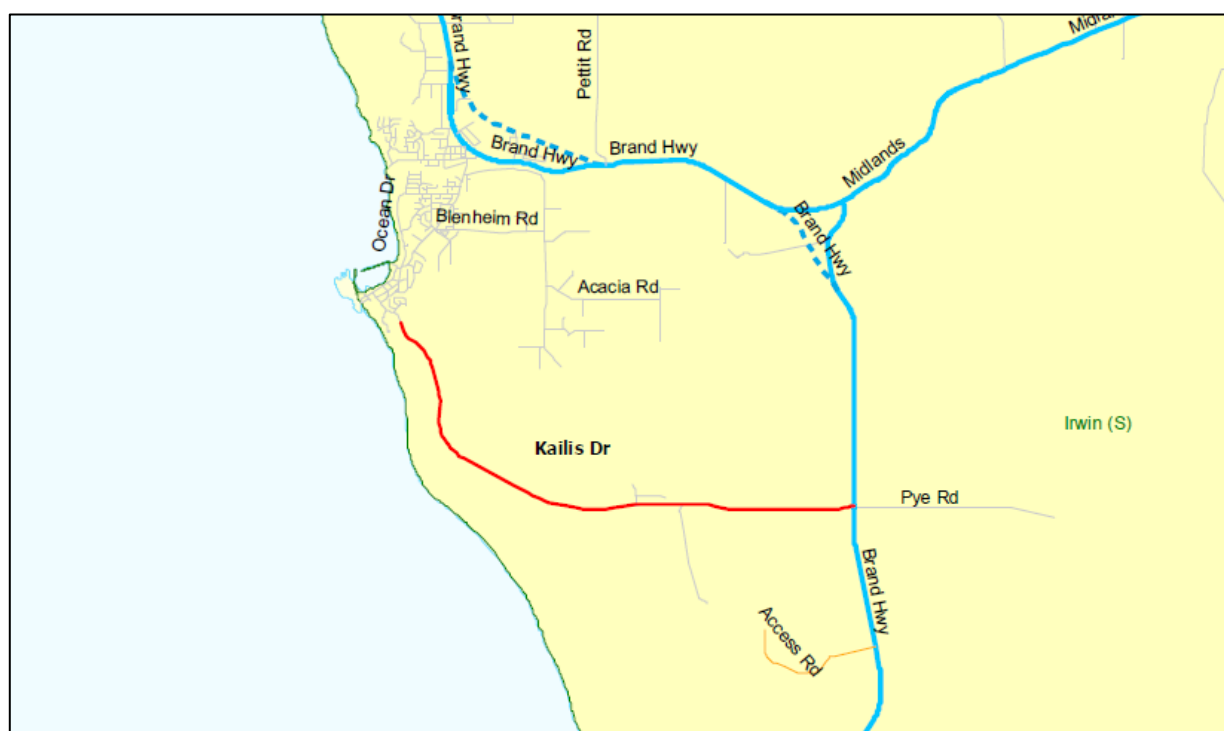 Brand Hwy
Pettit Rd
Brand Hwy
Brand Hwy
Midlands
Ocean Dr
Blenheim Rd
Brand Hwy
Acacia Rd
Irwin (S)
Kailis Dr
Pye Rd
Brand Hwy
Access Rd